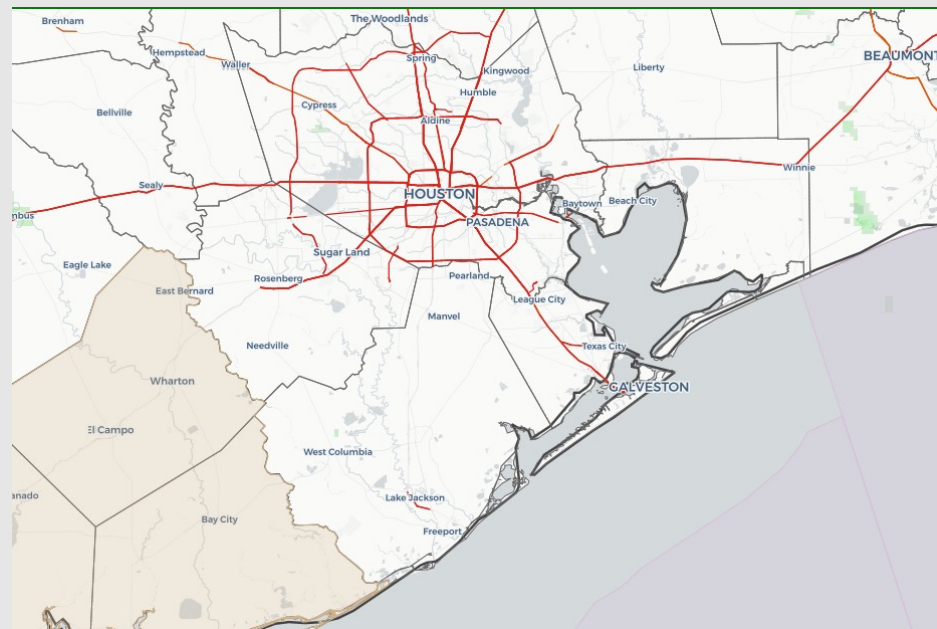 Brenham
The Woodlands
Hempstead
Waller
Spring
BEAUMONT
Kingwood
Liberty
Humble
Cypress
Bellville
Aldine
Winnie
Sealy
HOUSTON
Baytown
Beach City
mbus
PASADENA
Sugar Land
Eagle Lake
Rosenberg
Pearland
East Bernard
League City
Manvel
Needville
Texas City
Wharton
GALVESTON
El Campo
West Columbia
anado
Lake Jackson
Bay City
Freeport